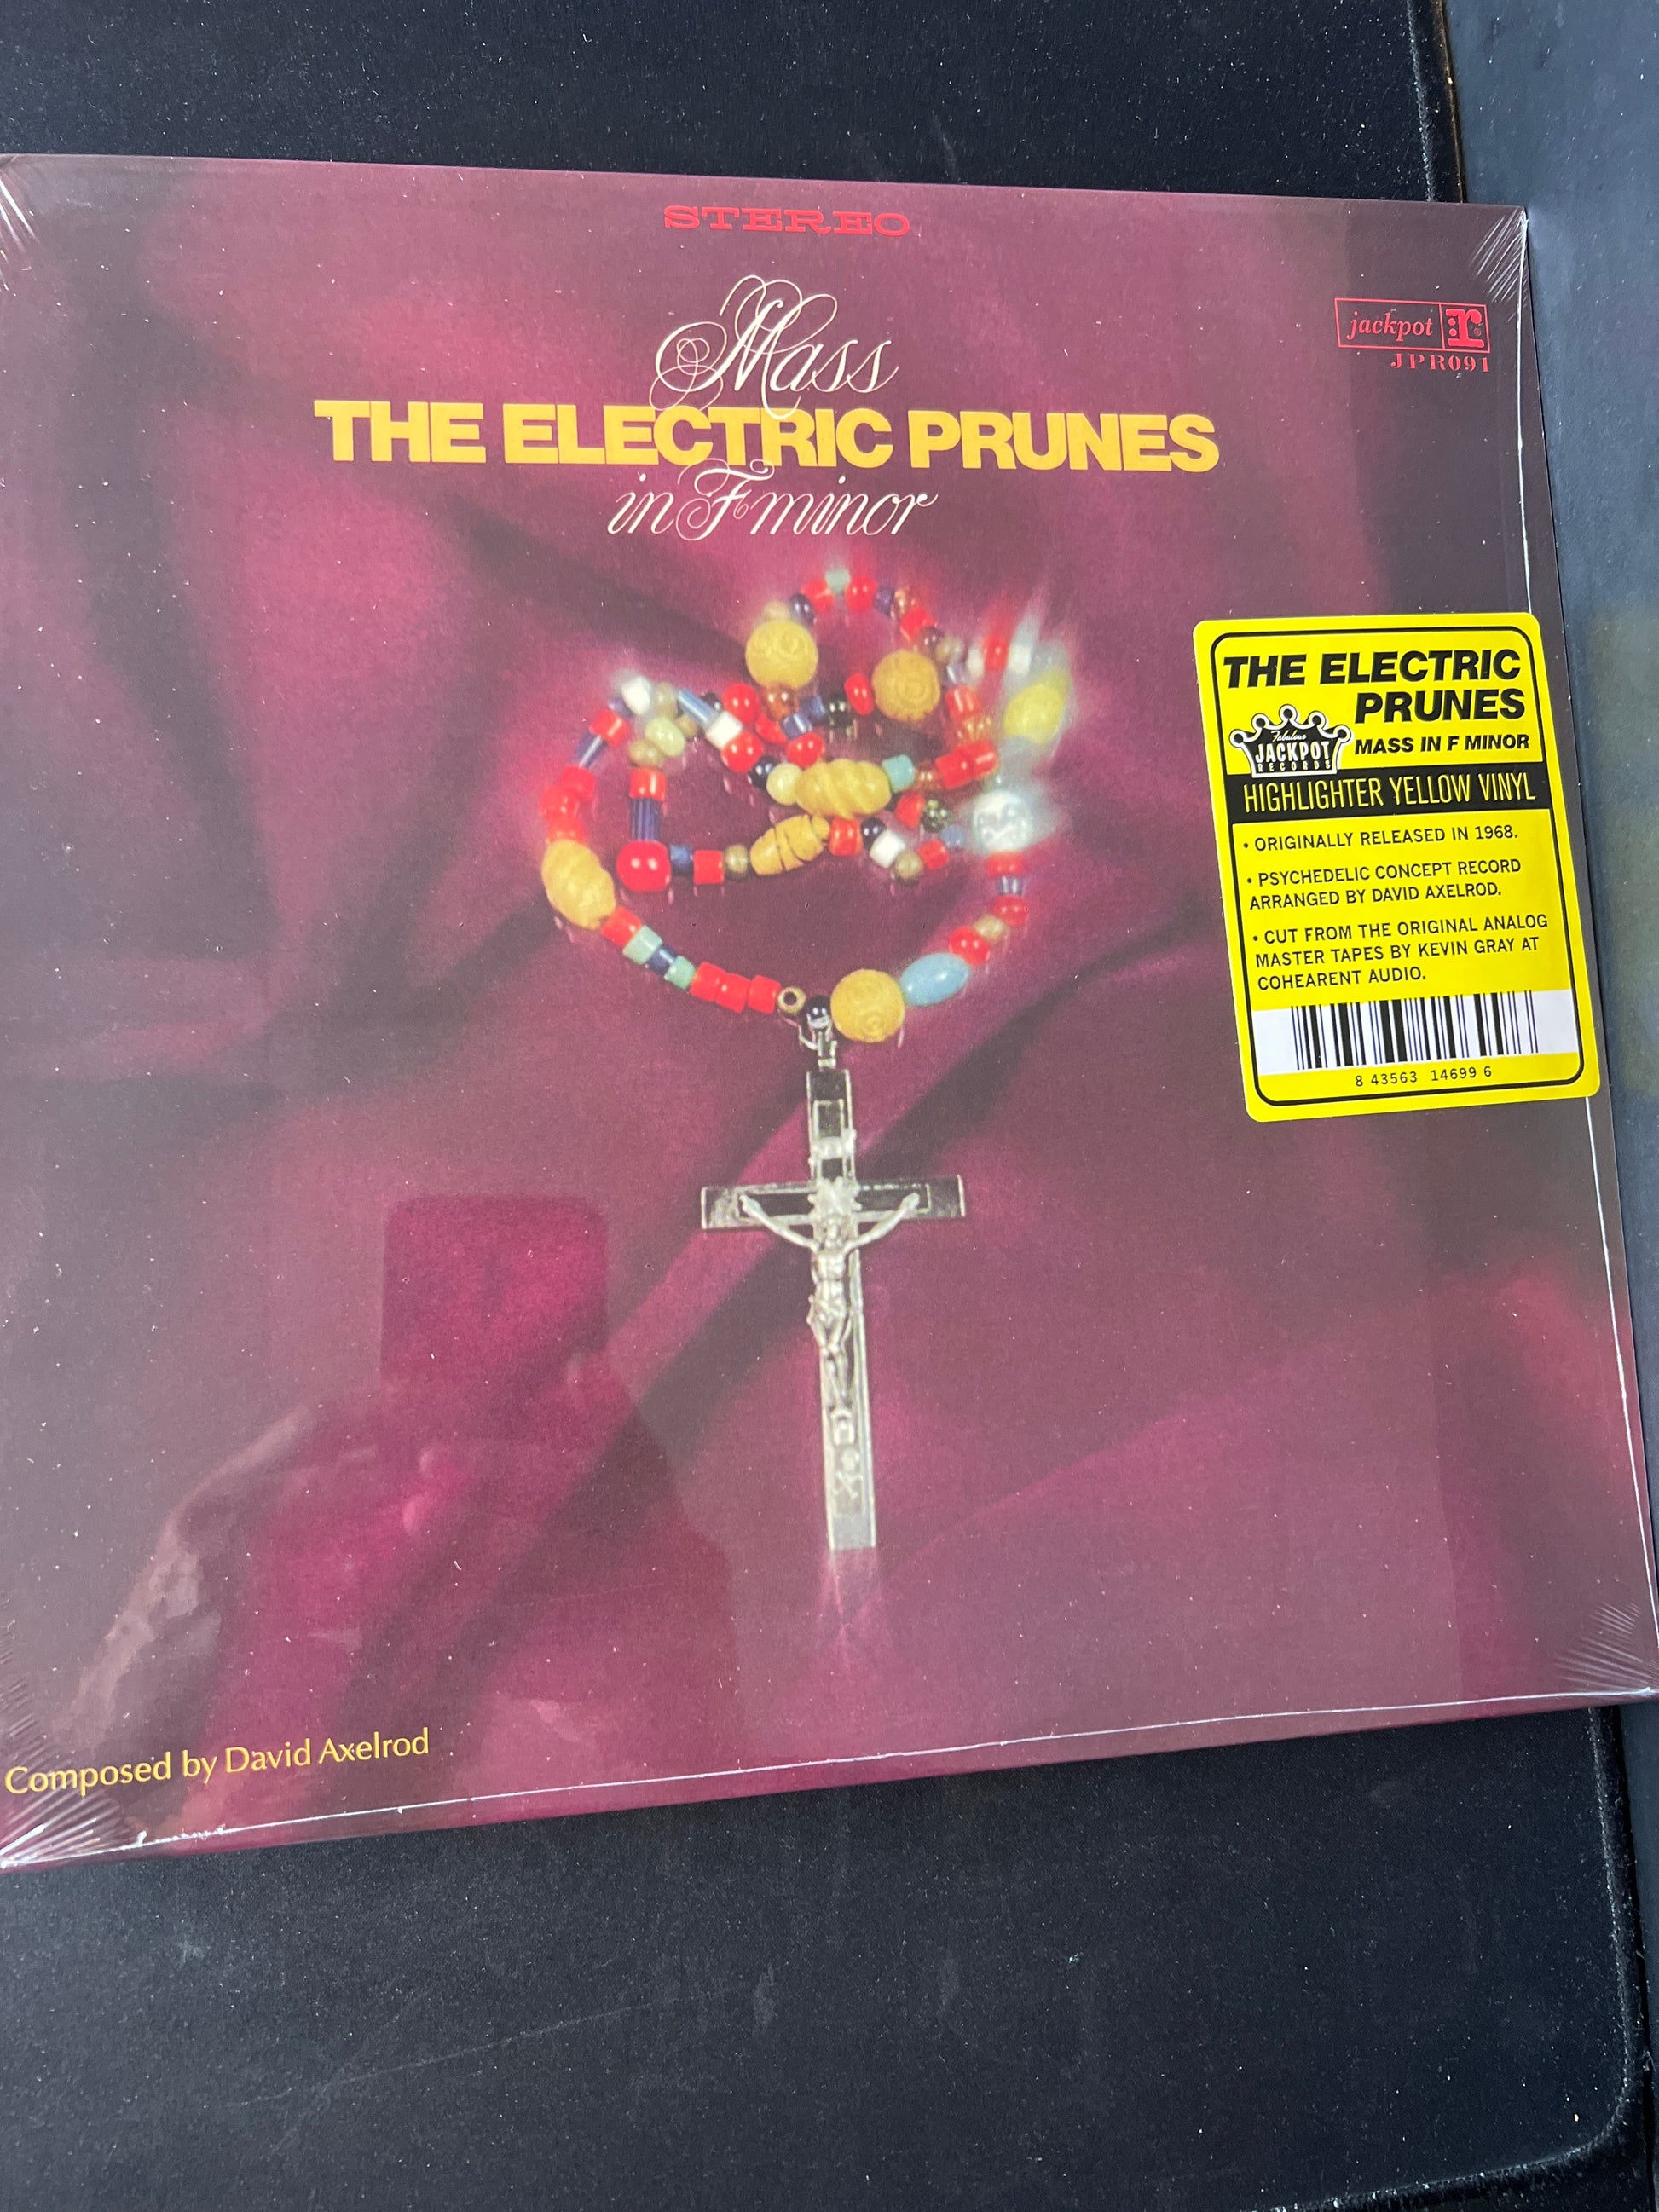 STEREO
Mass
THE ELECTRIC PRUNES
in F minor
jackpot r
JPR091
THE ELECTRIC
PRUNES
Fabulous
JACKPOT
RECORDS
MASS IN F MINOR
HIGHLIGHTER YELLOW VINYL
• ORIGINALLY RELEASED IN 1968.
• PSYCHEDELIC CONCEPT RECORD
ARRANGED BY DAVID AXELROD.
• CUT FROM THE ORIGINAL ANALOG
MASTER TAPES BY KEVIN GRAY AT
COHEARENT AUDIO.
8 43563 14699 6
Composed by David Axelrod